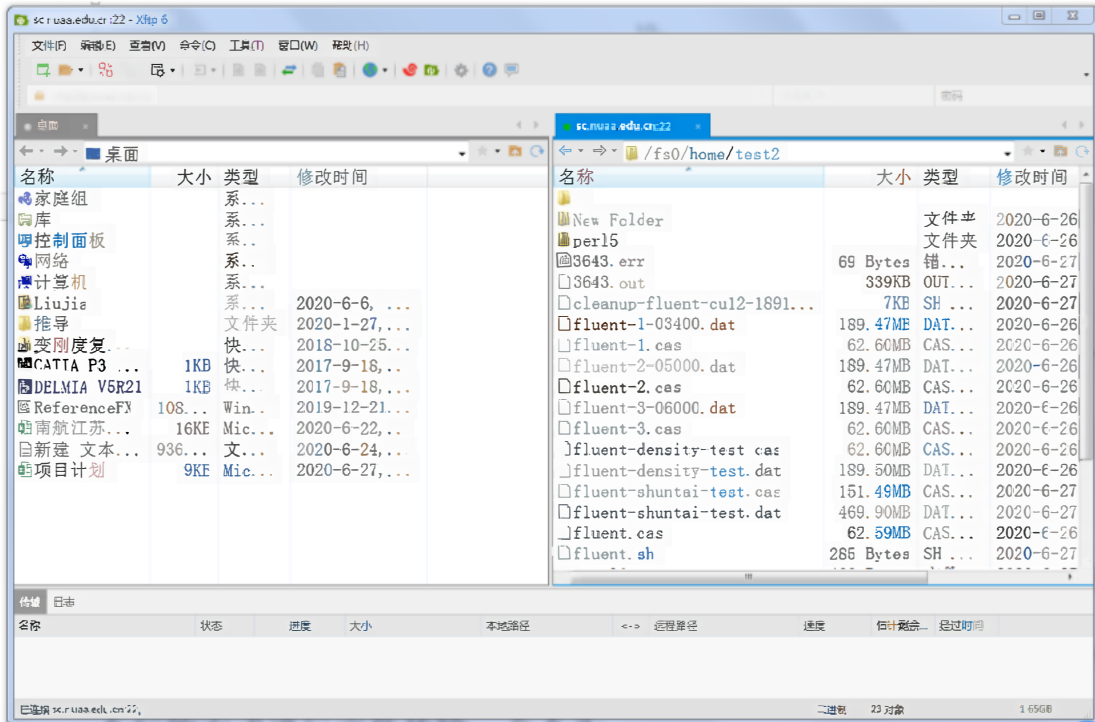 sc.nuaa.edu.cn:22 - Xftp 6
文件(F) 编辑(E) 查看(V) 命令(C) 工具(T) 窗口(W) 帮助(H)
密码
桌面
桌面
名称 大小 类型 修改时间
家庭组 系...
库 系...
控制面板 系...
网络 系...
计算机 系...
Liujia 系... 2020-6-6, ...
推导 文件夹 2020-1-27,...
变刚度复... 快... 2018-10-25...
CATIA P3 ... 1KB 快... 2017-9-18,...
DELMIA V5R21 1KB 快... 2017-9-18,...
ReferenceFX 108... Win... 2019-12-21...
南航江苏... 16KB Mic... 2020-6-22,...
新建 文本... 936... 文... 2020-6-24,...
项目计划 9KB Mic... 2020-6-27,...
sc.nuaa.edu.cn:22
/fs0/home/test2
名称 大小 类型 修改时间
New Folder 文件夹 2020-6-26
perl5 文件夹 2020-6-26
3643.err 69 Bytes 错... 2020-6-27
3643.out 339KB OUT... 2020-6-27
cleanup-fluent-cu12-1891... 7KB SH ... 2020-6-27
fluent-1-03400.dat 189.47MB DAT... 2020-6-26
fluent-1.cas 62.60MB CAS... 2020-6-26
fluent-2-05000.dat 189.47MB DAT... 2020-6-26
fluent-2.cas 62.60MB CAS... 2020-6-26
fluent-3-06000.dat 189.47MB DAT... 2020-6-26
fluent-3.cas 62.60MB CAS... 2020-6-26
fluent-density-test.cas 62.60MB CAS... 2020-6-26
fluent-density-test.dat 189.50MB DAT... 2020-6-26
fluent-shuntai-test.cas 151.49MB CAS... 2020-6-27
fluent-shuntai-test.dat 469.90MB DAT... 2020-6-27
fluent.cas 62.59MB CAS... 2020-6-26
fluent.sh 285 Bytes SH ... 2020-6-27
传输 日志
名称 状态 进度 大小 本地路径 <-> 远程路径 速度 估计剩余... 经过时间
已连接 sc.nuaa.edu.cn:22。 二进制 23 对象 1.65GB